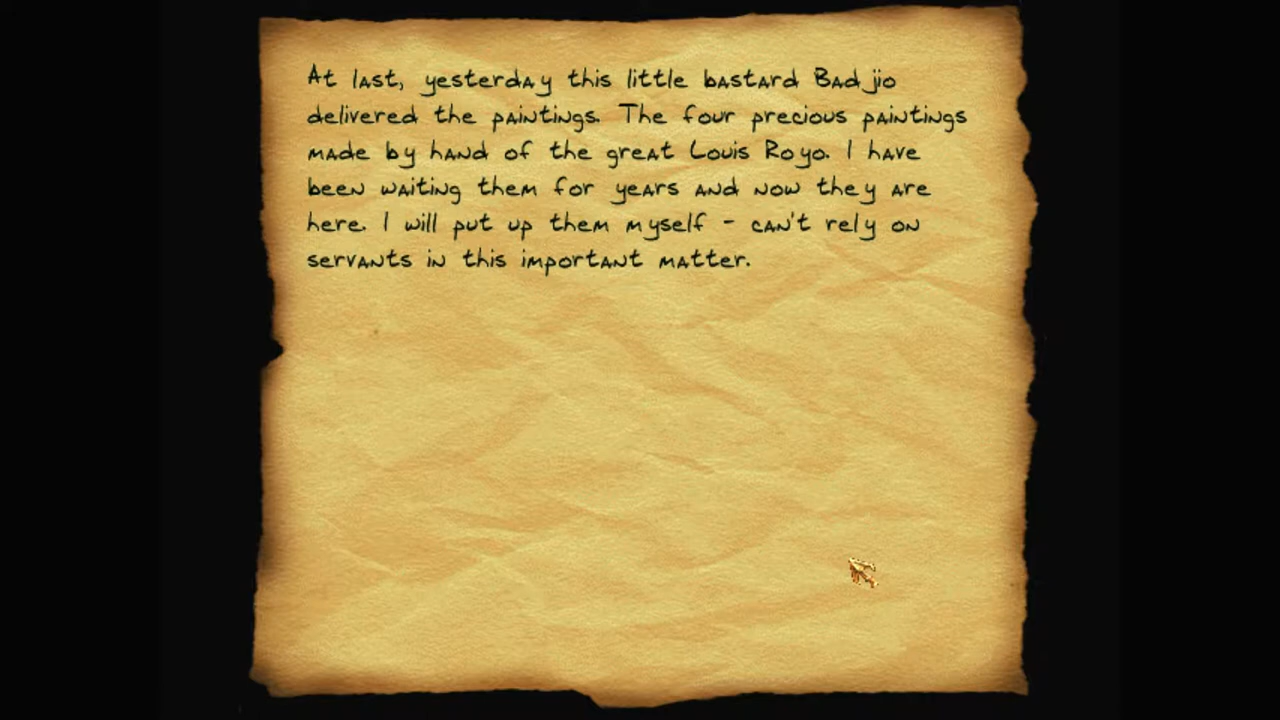 At last, yesterday this little bastard Badjio
delivered the paintings. The four precious paintings
made by hand of the great Louis Royo. I have
been waiting them for years and now they are
here. I will put up them myself - can't rely on
servants in this important matter.